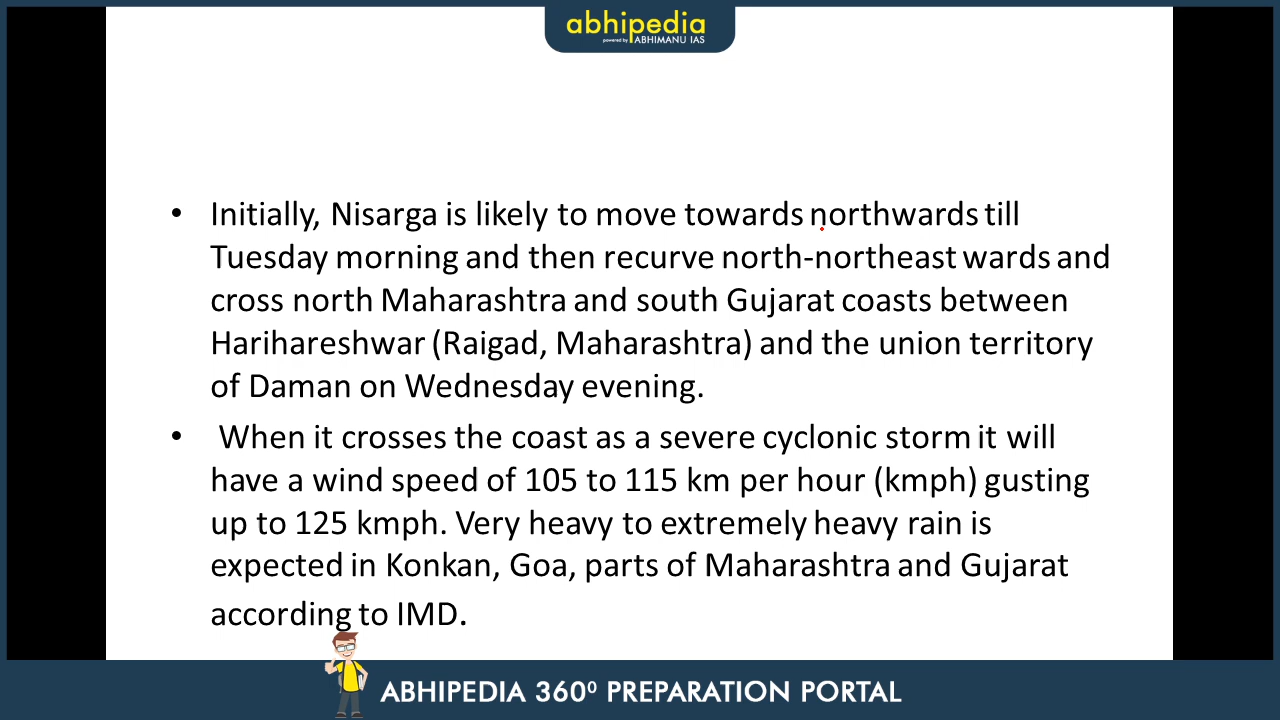 abhipedia
powered by ABHIMANU IAS
• Initially, Nisarga is likely to move towards northwards till
Tuesday morning and then recurve north-northeast wards and
cross north Maharashtra and south Gujarat coasts between
Harihareshwar (Raigad, Maharashtra) and the union territory
of Daman on Wednesday evening.
• When it crosses the coast as a severe cyclonic storm it will
have a wind speed of 105 to 115 km per hour (kmph) gusting
up to 125 kmph. Very heavy to extremely heavy rain is
expected in Konkan, Goa, parts of Maharashtra and Gujarat
according to IMD.
ABHIPEDIA 360⁰ PREPARATION PORTAL